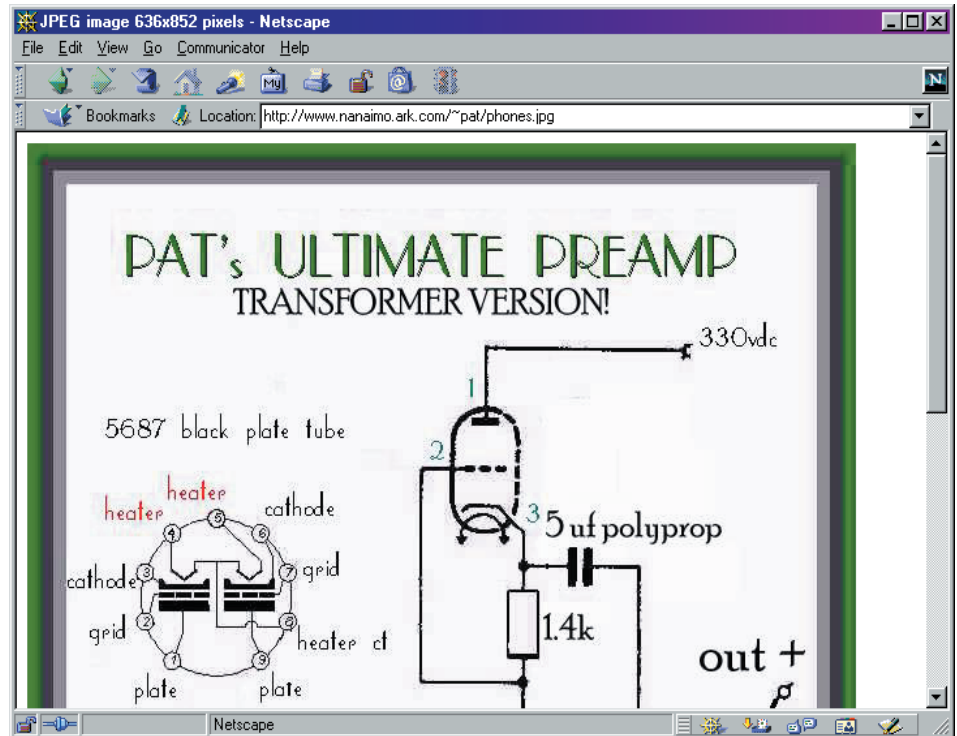 JPEG image 636x852 pixels - Netscape
File Edit View Go Communicator Help
My
N
Bookmarks Location: http://www.nanaimo.ark.com/~pat/phones.jpg
PAT's ULTIMATE PREAMP
TRANSFORMER VERSION!
330vdc
1
5687 black plate tube
2
heater
heater
cathode
3
5 uf polyprop
5
4
6
cathode
3
7
grid
2
grid
8
heater ct
1.4k
1
9
plate
plate
out +
Netscape